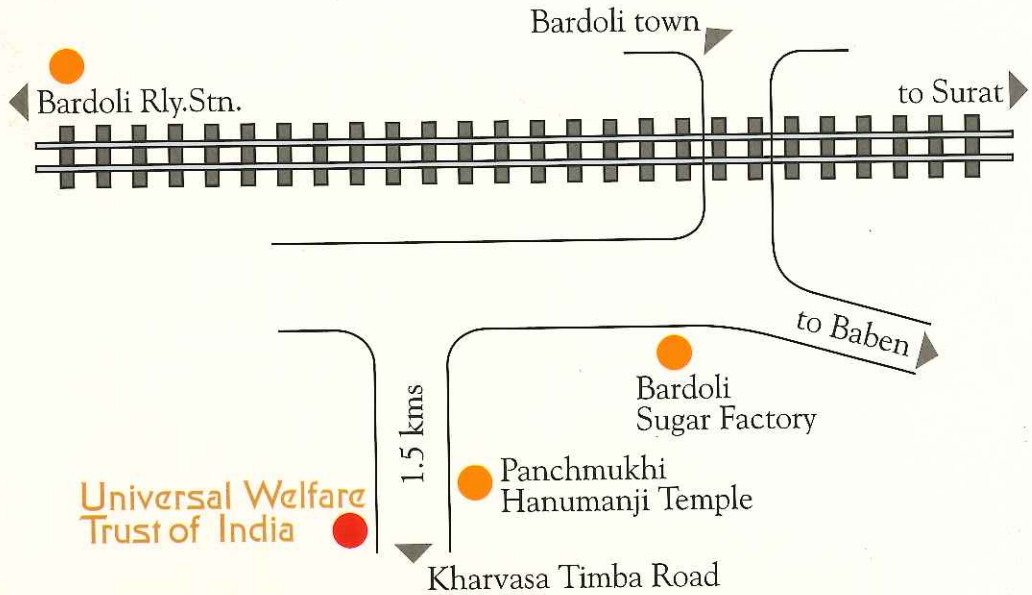 Bardoli town
Bardoli Rly.Stn.
to Surat
to Baben
Bardoli
Sugar Factory
1.5 kms
Panchmukhi
Hanumanji Temple
Universal Welfare
Trust of India
Kharvasa Timba Road